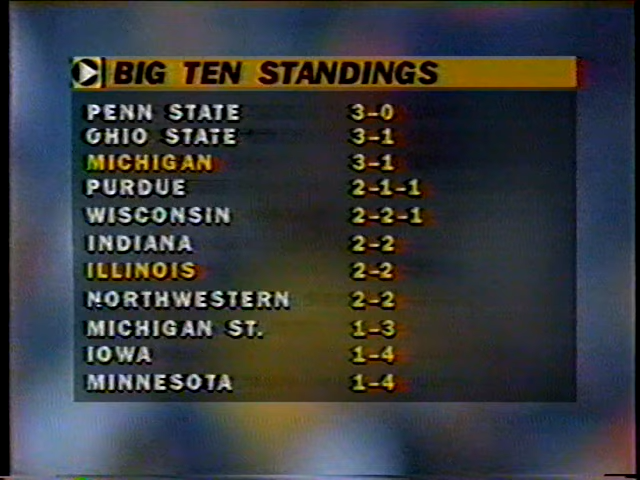 BIG TEN STANDINGS
PENN STATE 3-0
OHIO STATE 3-1
MICHIGAN 3-1
PURDUE 2-1-1
WISCONSIN 2-2-1
INDIANA 2-2
ILLINOIS 2-2
NORTHWESTERN 2-2
MICHIGAN ST. 1-3
IOWA 1-4
MINNESOTA 1-4